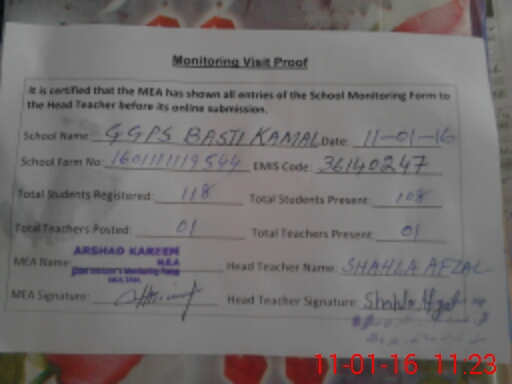 Monitoring Visit Proof
It is certified that the MEA has shown all entries of the School Monitoring Form to
the Head Teacher before its online submission.
School Name: GGPS BASTI KAMAL Date: 11-01-16
School Form No: EMIS Code: 36140247
Total Students Registered: 118 Total Students Present: 108
Total Teachers Posted: 01 Total Teachers Present: 01
ARSHAD KAREEM
MEA Name: M.E.A Head Teacher Name: SHAHLA AFZAL
MEA Signature: Head Teacher Signature: Shahla
11-01-16 11:23